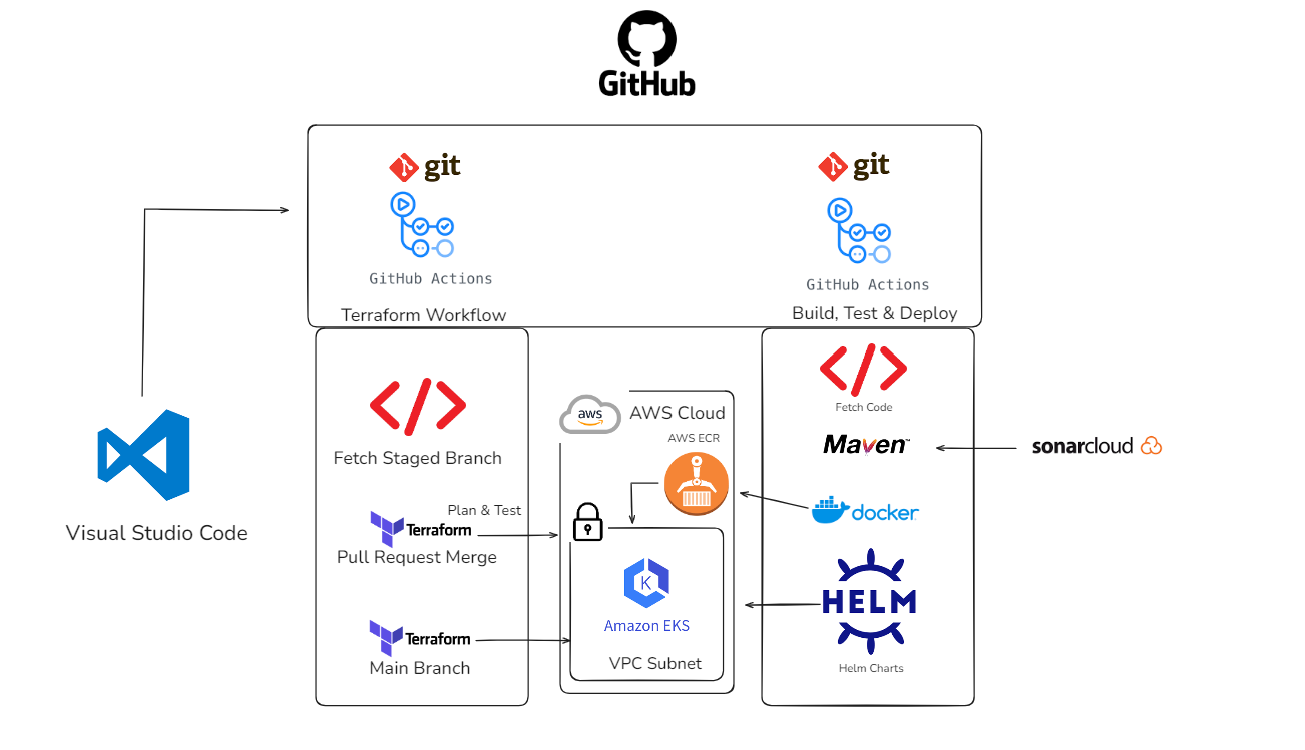 GitHub
git
GitHub Actions
Terraform Workflow
git
GitHub Actions
Build, Test & Deploy
Visual Studio Code
Fetch Staged Branch
Plan & Test
Terraform
Pull Request Merge
Terraform
Main Branch
aws
AWS Cloud
AWS ECR
K
Amazon EKS
VPC Subnet
Fetch Code
Maven™
sonarcloud
docker
HELM
Helm Charts